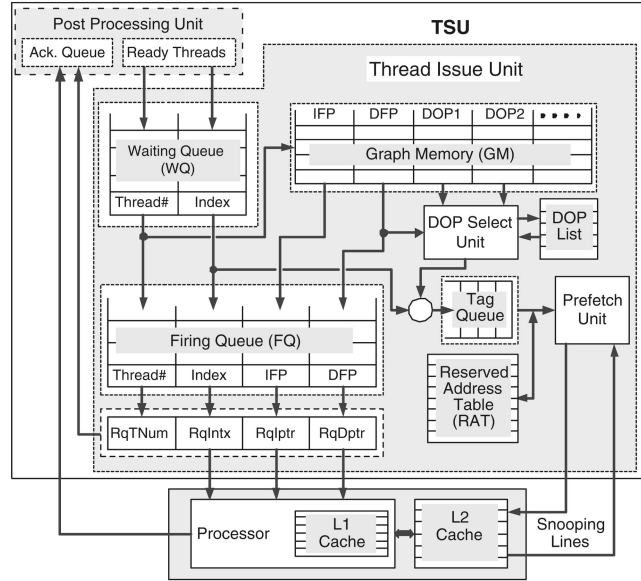 Post Processing Unit
TSU
Ack. Queue
Ready Threads
Thread Issue Unit
IFP DFP DOP1 DOP2
Waiting Queue
(WQ)
Graph Memory (GM)
Thread# Index
DOP Select
Unit
DOP
List
Tag
Queue
Prefetch
Unit
Firing Queue (FQ)
Thread# Index IFP DFP
Reserved
Address
Table
(RAT)
RqTNum RqIntx RqIptr RqDptr
Processor
L1
Cache
L2
Cache
Snooping
Lines